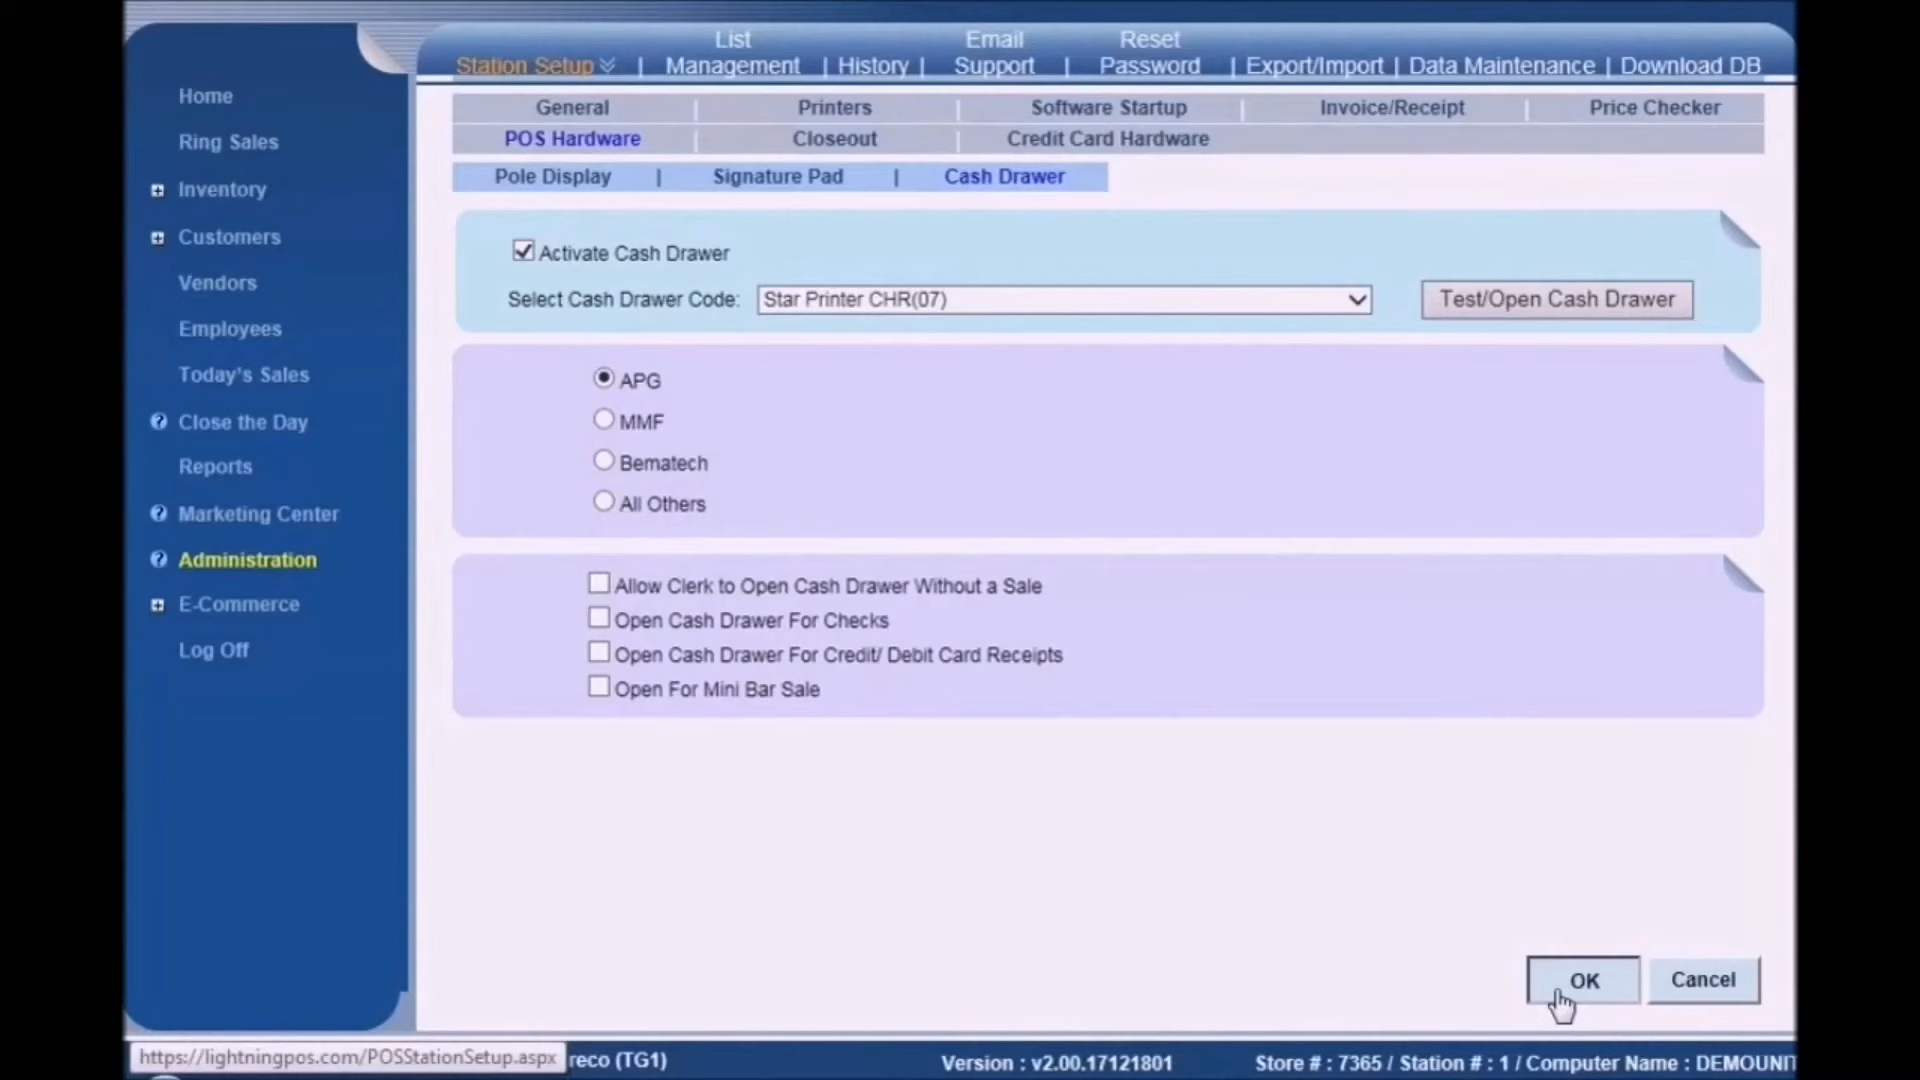 Home
Ring Sales
Inventory
Customers
Vendors
Employees
Today's Sales
Close the Day
Reports
Marketing Center
Administration
E-Commerce
Log Off
Station Setup | List Management | History | Email Support | Reset Password | Export/Import | Data Maintenance | Download DB
General | Printers | Software Startup | Invoice/Receipt | Price Checker
POS Hardware | Closeout | Credit Card Hardware
Pole Display | Signature Pad | Cash Drawer
Activate Cash Drawer
Select Cash Drawer Code: Star Printer CHR(07) Test/Open Cash Drawer
APG
MMF
Bematech
All Others
Allow Clerk to Open Cash Drawer Without a Sale
Open Cash Drawer For Checks
Open Cash Drawer For Credit/ Debit Card Receipts
Open For Mini Bar Sale
OK Cancel
https://lightningpos.com/POSStationSetup.aspx reco (TG1) Version : v2.00.17121801 Store # : 7365 / Station # : 1 / Computer Name : DEMOUNIT